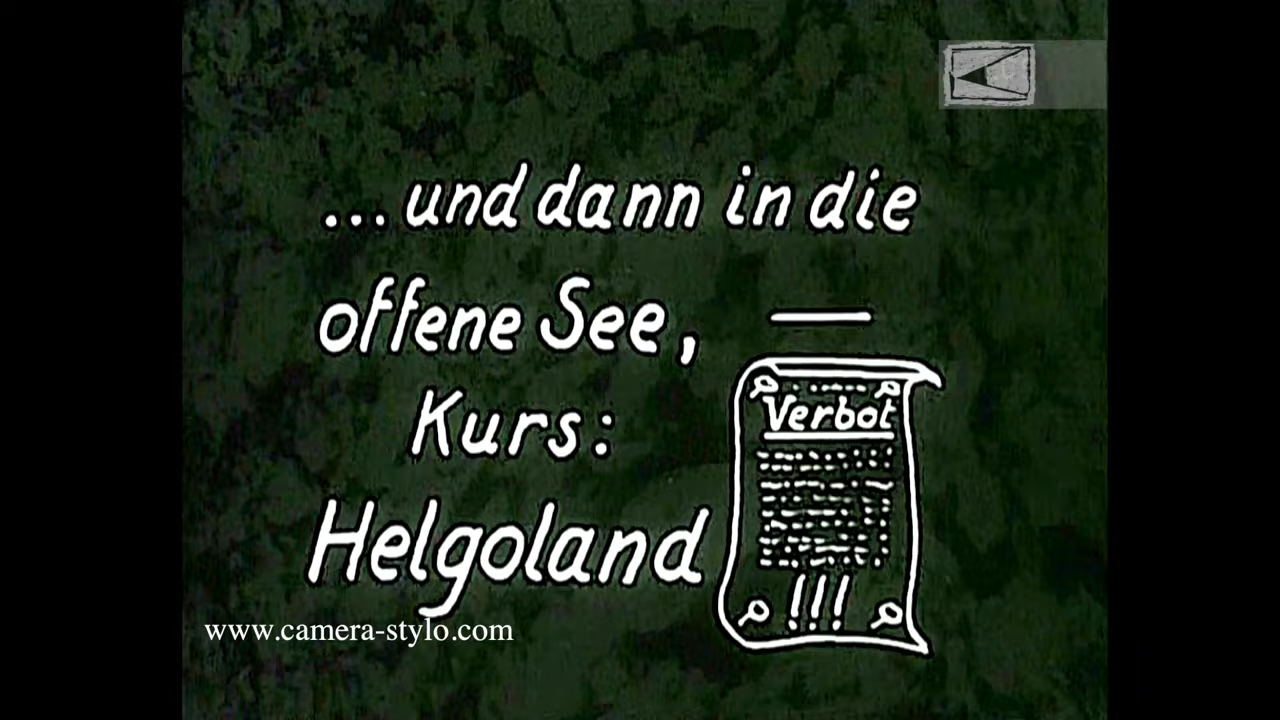 ...und dann in die
offene See, —
Kurs:
Helgoland
Verbot
!!!
www.camera-stylo.com